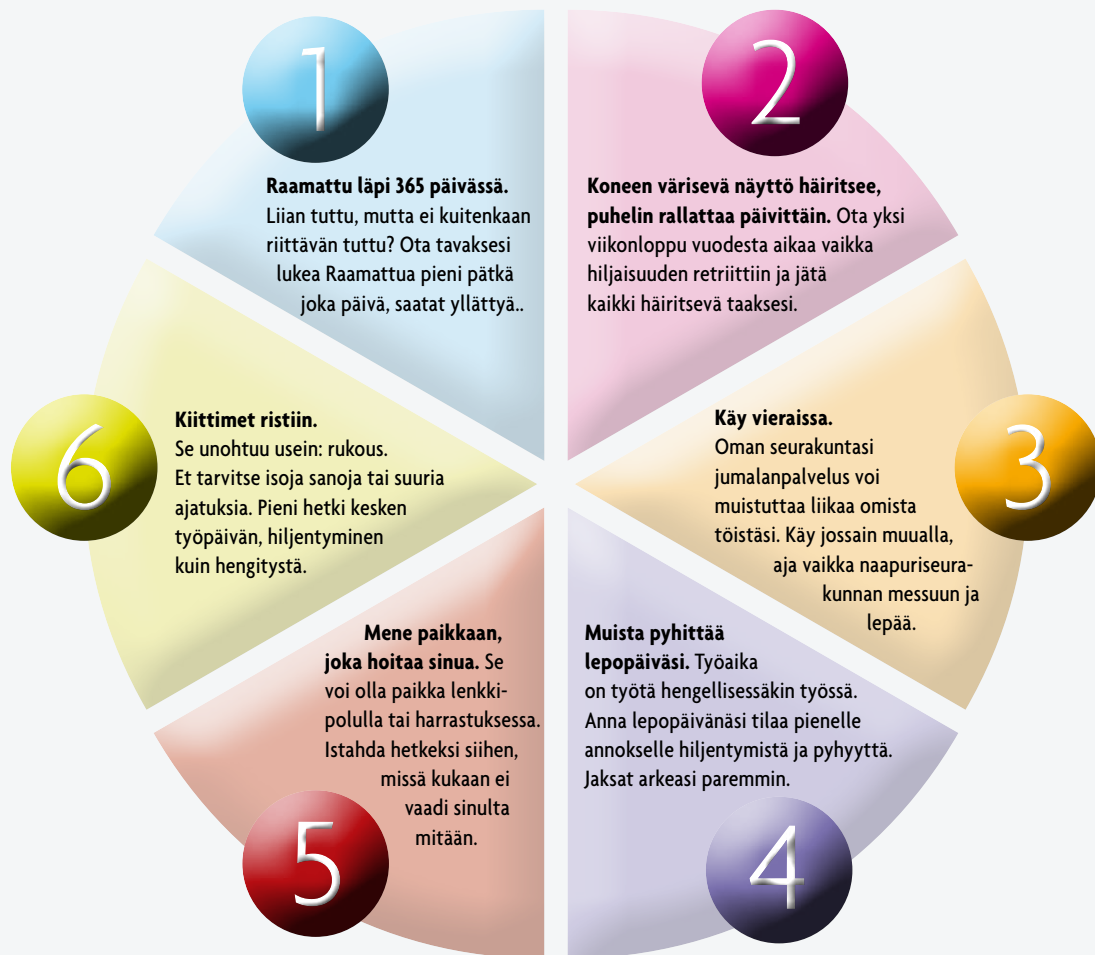 1
Raamattu läpi 365 päivässä.
Liian tuttu, mutta ei kuitenkaan
riittävän tuttu? Ota tavaksesi
lukea Raamattua pieni pätkä
joka päivä, saatat yllättyä..
2
Koneen värisevä näyttö häiritsee,
puhelin rallattaa päivittäin. Ota yksi
viikonloppu vuodesta aikaa vaikka
hiljaisuuden retriittiin ja jätä
kaikki häiritsevä taaksesi.
3
Käy vieraissa.
Oman seurakuntasi
jumalanpalvelus voi
muistuttaa liikaa omista
töistäsi. Käy jossain muualla,
aja vaikka naapuriseura-
kunnan messuun ja
lepää.
4
Muista pyhittää
lepopäiväsi. Työaika
on työtä hengellisessäkin työssä.
Anna lepopäivänäsi tilaa pienelle
annokselle hiljentymistä ja pyhyyttä.
Jaksat arkeasi paremmin.
5
Mene paikkaan,
joka hoitaa sinua. Se
voi olla paikka lenkki-
polulla tai harrastuksessa.
Istahda hetkeksi siihen,
missä kukaan ei
vaadi sinulta
mitään.
6
Kiittimet ristiin.
Se unohtuu usein: rukous.
Et tarvitse isoja sanoja tai suuria
ajatuksia. Pieni hetki kesken
työpäivän, hiljentyminen
kuin hengitystä.